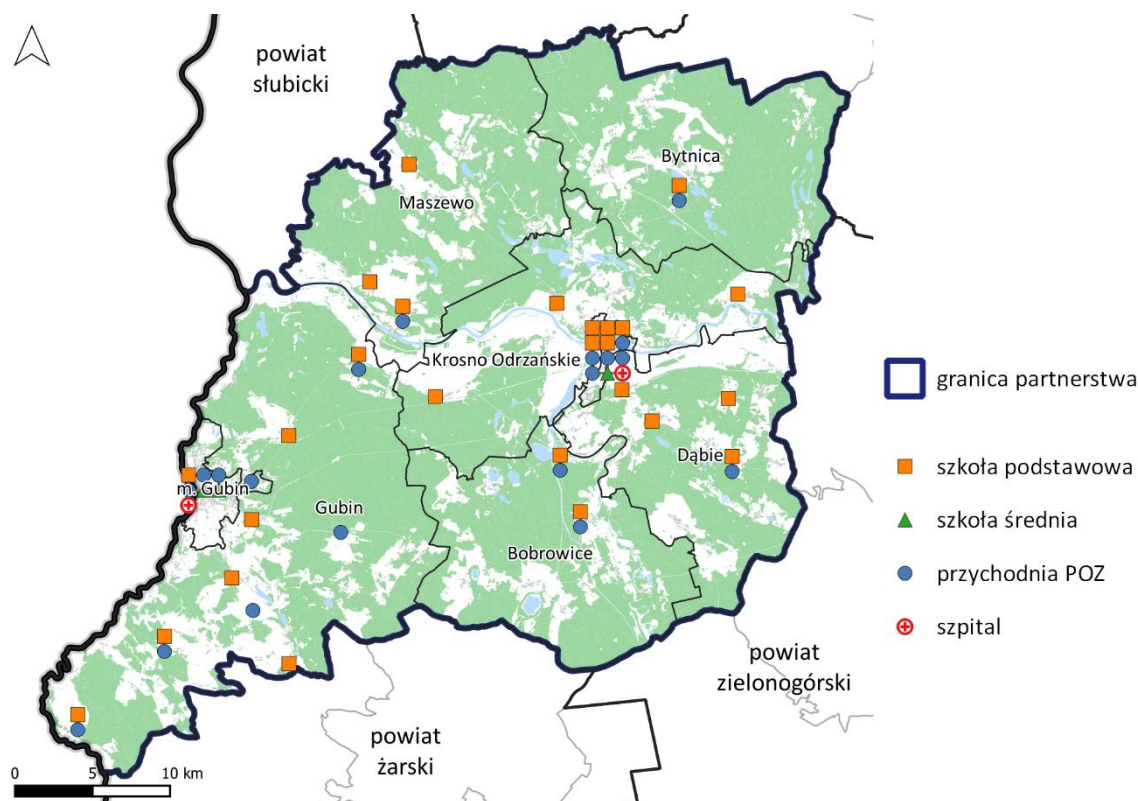 powiat
słubicki
Bytnica
Maszewo
Krosno Odrzańskie
Dąbie
m. Gubin
Gubin
Bobrowice
powiat
zielonogórski
powiat
żarski
0 5 10 km
granica partnerstwa
szkoła podstawowa
szkoła średnia
przychodnia POZ
szpital